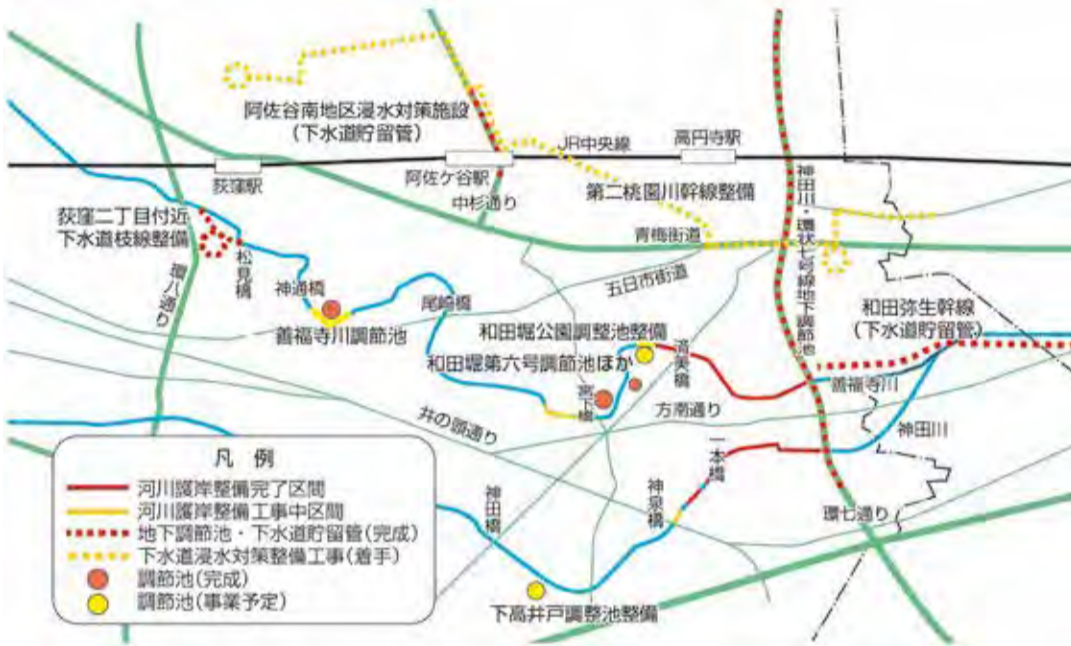 阿佐谷南地区浸水対策施設
(下水道貯留管)
JR中央線
高円寺駅
荻窪駅
阿佐ケ谷駅
中杉通り
第二桃園川幹線整備
荻窪二丁目付近
下水道枝線整備
松見橋
環八通り
青梅街道
神田川・環状七号線地下調節池
神通橋
尾崎橋
五日市街道
善福寺川調節池
和田堀公園調整池整備
和田堀第六号調節池ほか
済美橋
宮下橋
和田弥生幹線
(下水道貯留管)
善福寺川
方南通り
神田川
井の頭通り
一本橋
神泉橋
神田橋
環七通り
下高井戸調整池整備
凡 例
河川護岸整備完了区間
河川護岸整備工事中区間
地下調節池・下水道貯留管(完成)
下水道浸水対策整備工事(着手)
調節池(完成)
調節池(事業予定)